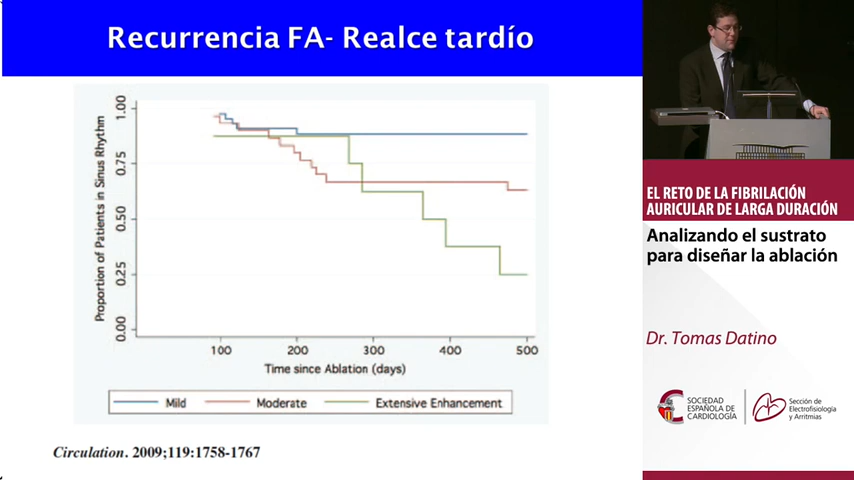 Recurrencia FA- Realce tardío
Proportion of Patients in Sinus Rhythm
1.00
0.75
0.50
0.25
0.00
100
200
300
400
500
Time since Ablation (days)
Mild
Moderate
Extensive Enhancement
Circulation. 2009;119:1758-1767
EL RETO DE LA FIBRILACIÓN
AURICULAR DE LARGA DURACIÓN
Analizando el sustrato
para diseñar la ablación
Dr. Tomas Datino
SOCIEDAD
ESPAÑOLA DE
CARDIOLOGÍA
Sección de
Electrofisiología
y Arritmias